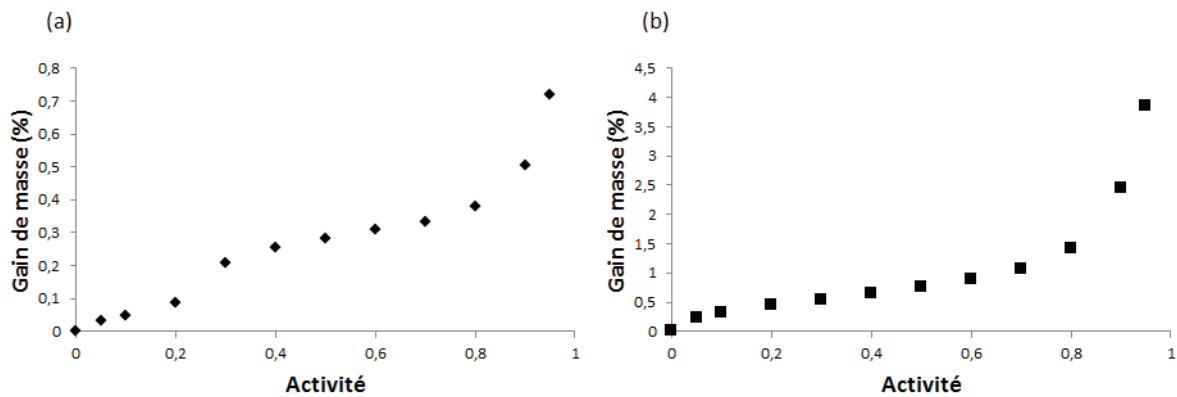 (a)
0,8
0,7
0,6
0,5
0,4
0,3
0,2
0,1
0
Gain de masse (%)
0 0,2 0,4 0,6 0,8 1
Activité
(b)
4,5
4
3,5
3
2,5
2
1,5
1
0,5
0
Gain de masse (%)
0 0,2 0,4 0,6 0,8 1
Activité